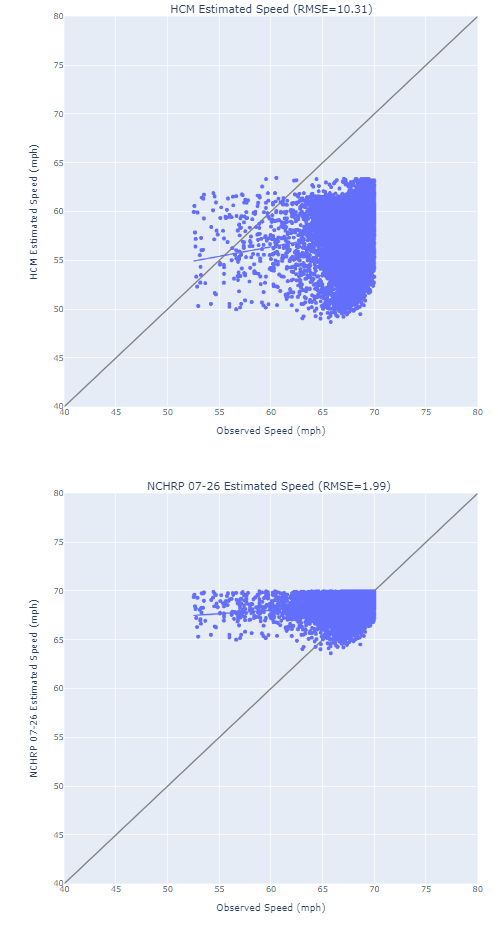 HCM Estimated Speed (RMSE=10.31)
80
75
70
65
60
55
50
45
40
HCM Estimated Speed (mph)
40 45 50 55 60 65 70 75 80
Observed Speed (mph)
NCHRP 07-26 Estimated Speed (RMSE=1.99)
80
75
70
65
60
55
50
45
40
NCHRP 07-26 Estimated Speed (mph)
40 45 50 55 60 65 70 75 80
Observed Speed (mph)